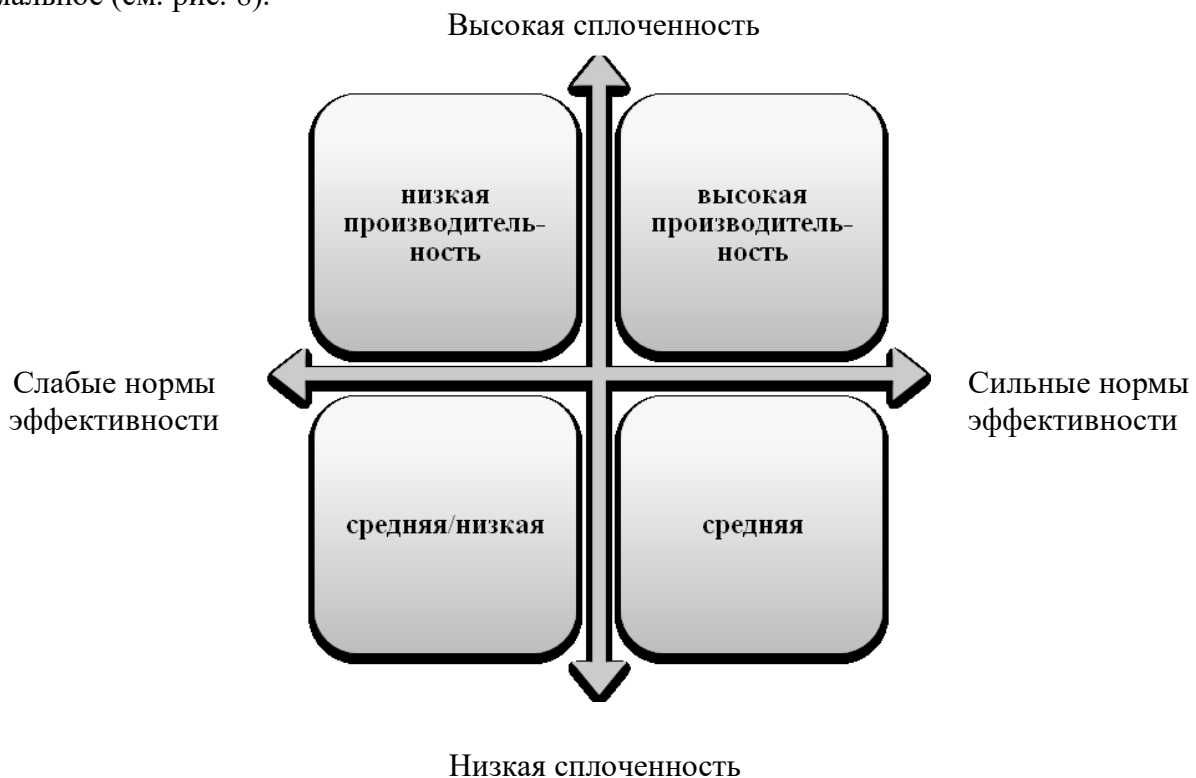 (см. рис. 8).
Высокая сплоченность
низкая
производитель-
ность
высокая
производитель-
ность
Слабые нормы
эффективности
Сильные нормы
эффективности
средняя/низкая
средняя
Низкая сплоченность